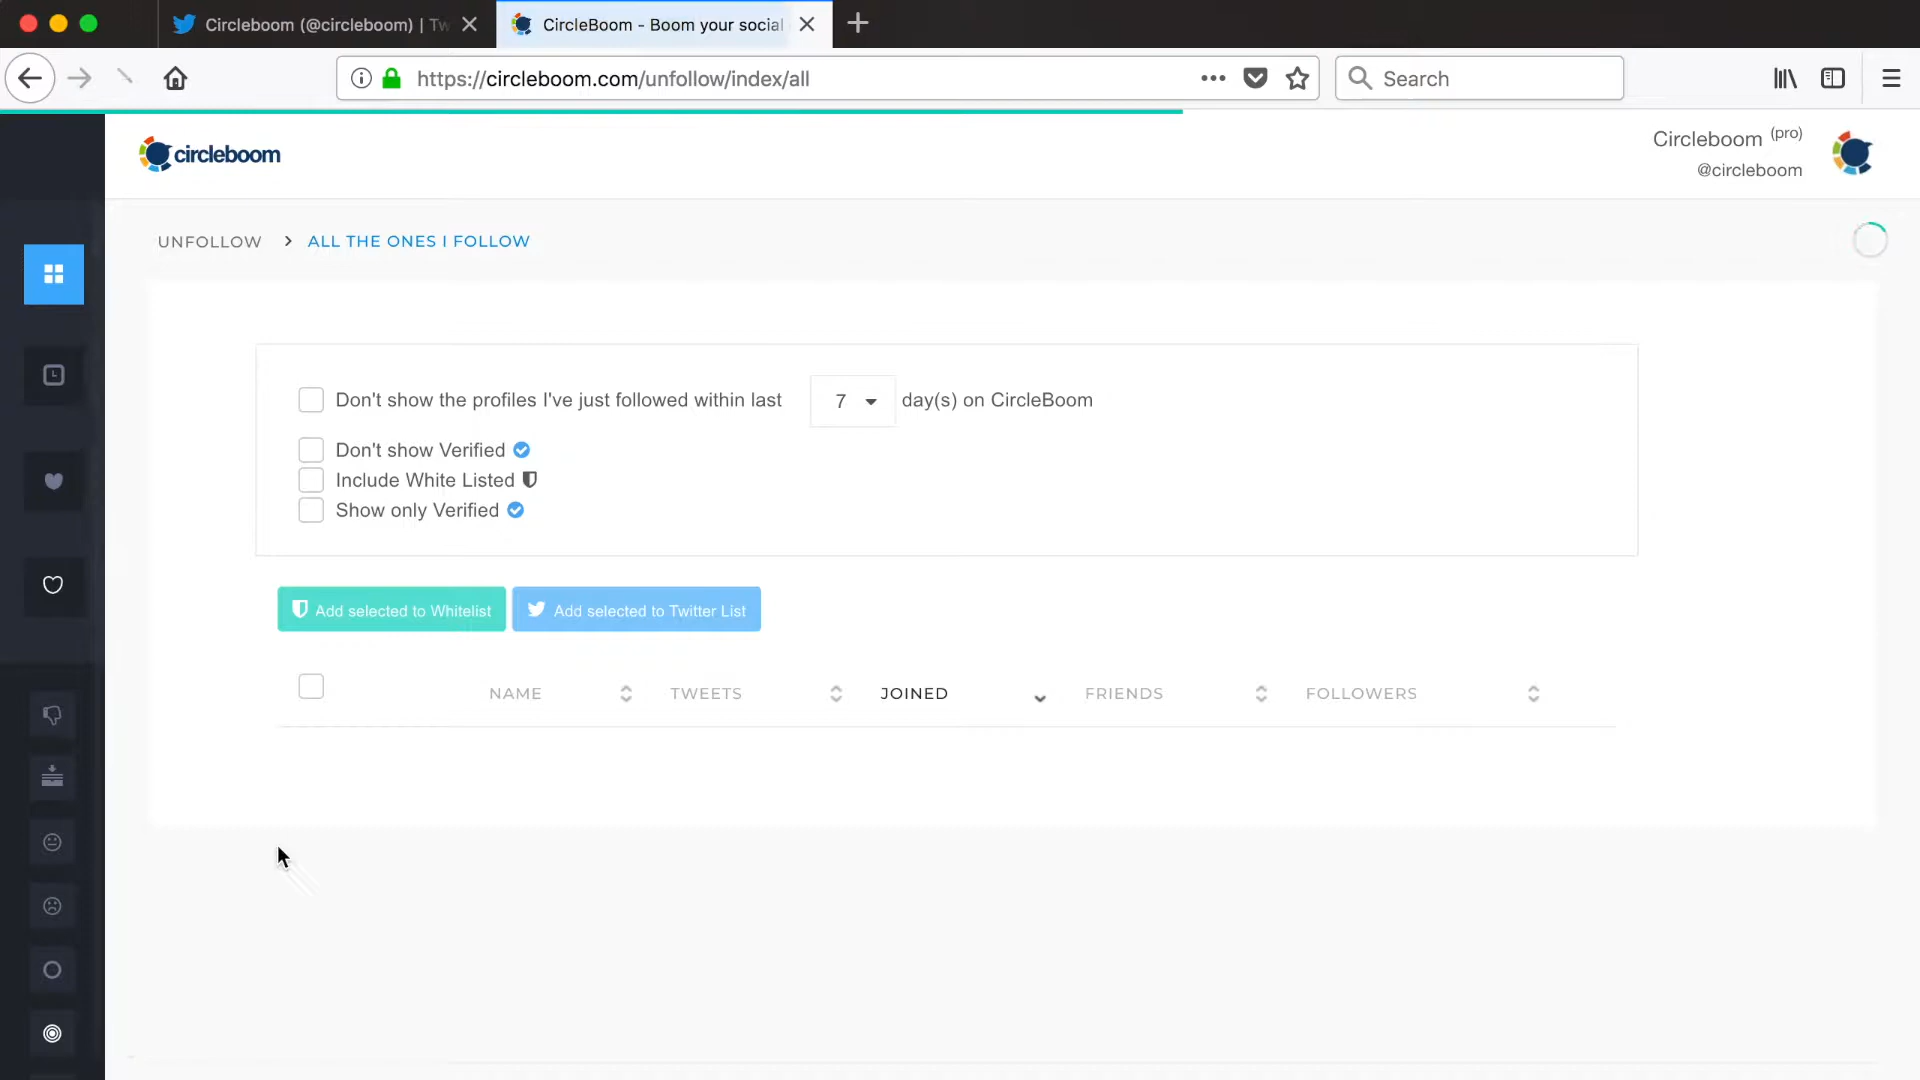 Circleboom (@circleboom) | Tw
CircleBoom - Boom your social
https://circleboom.com/unfollow/index/all
Search
circleboom
Circleboom (pro)
@circleboom
UNFOLLOW > ALL THE ONES I FOLLOW
Don't show the profiles I've just followed within last 7 day(s) on CircleBoom
Don't show Verified
Include White Listed
Show only Verified
Add selected to Whitelist
Add selected to Twitter List
NAME TWEETS JOINED FRIENDS FOLLOWERS